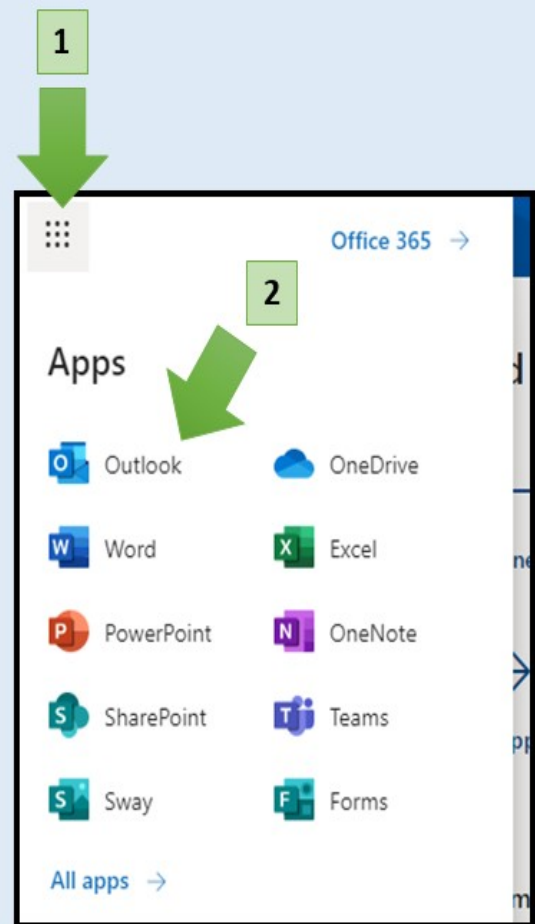 1
Office 365 →
2
Apps
Outlook OneDrive
Word Excel
PowerPoint OneNote
SharePoint Teams
Sway Forms
All apps →